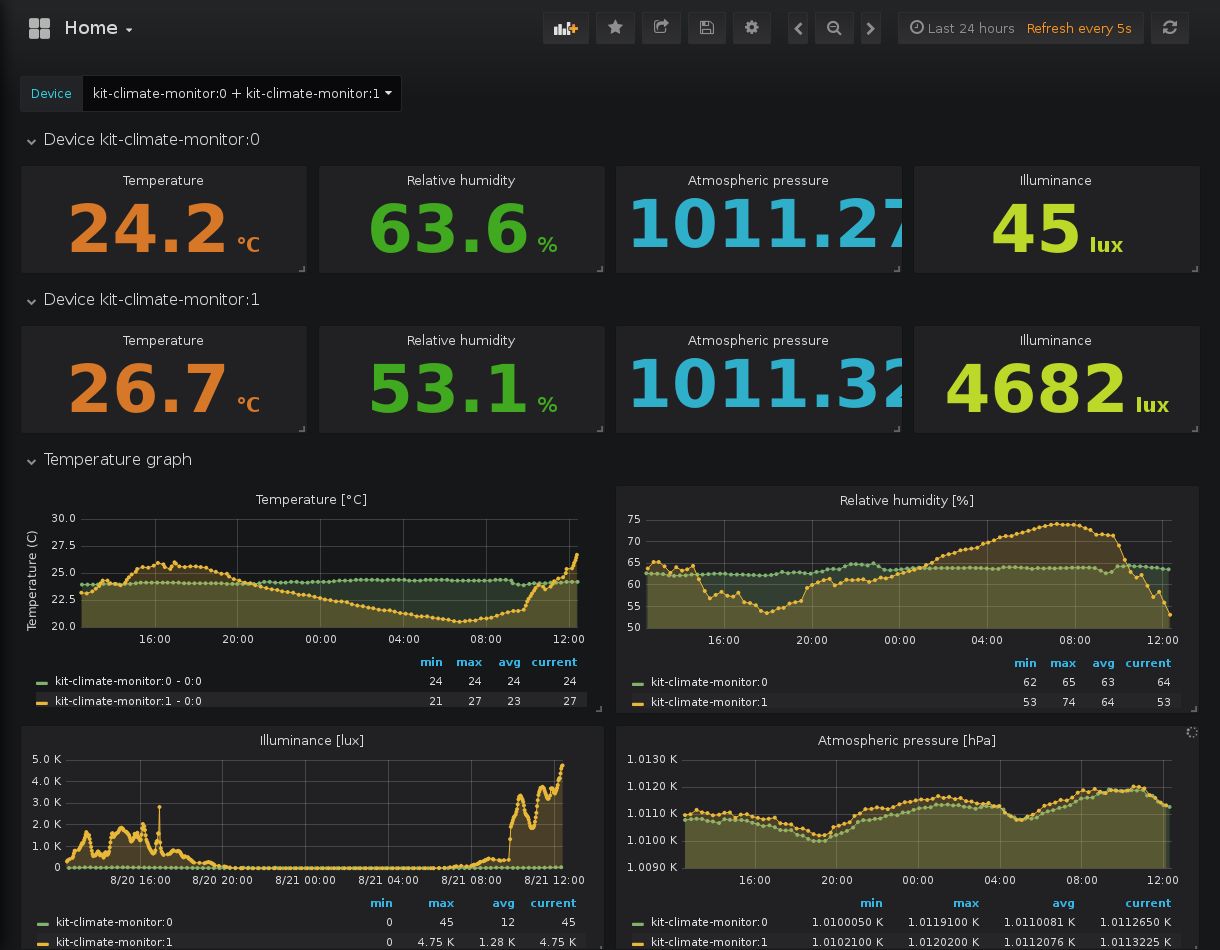 Home
Last 24 hours Refresh every 5s
Device kit-climate-monitor:0 + kit-climate-monitor:1
Device kit-climate-monitor:0
Temperature Relative humidity Atmospheric pressure Illuminance
24.2 °C 63.6 % 1011.27 45 lux
Device kit-climate-monitor:1
Temperature Relative humidity Atmospheric pressure Illuminance
26.7 °C 53.1 % 1011.32 4682 lux
Temperature graph
Temperature [°C]
Temperature (C)
30.0
27.5
25.0
22.5
20.0
16:00 20:00 00:00 04:00 08:00 12:00
min max avg current
kit-climate-monitor:0 - 0:0 24 24 24 24
kit-climate-monitor:1 - 0:0 21 27 23 27
Relative humidity [%]
75
70
65
60
55
50
16:00 20:00 00:00 04:00 08:00 12:00
min max avg current
kit-climate-monitor:0 62 65 63 64
kit-climate-monitor:1 53 74 64 53
Illuminance [lux]
5.0 K
4.0 K
3.0 K
2.0 K
1.0 K
0
8/20 16:00 8/20 20:00 8/21 00:00 8/21 04:00 8/21 08:00 8/21 12:00
min max avg current
kit-climate-monitor:0 0 45 12 45
kit-climate-monitor:1 0 4.75 K 1.28 K 4.75 K
Atmospheric pressure [hPa]
1.0130 K
1.0120 K
1.0110 K
1.0100 K
1.0090 K
16:00 20:00 00:00 04:00 08:00 12:00
min max avg current
kit-climate-monitor:0 1.0100050 K 1.0119100 K 1.0110081 K 1.0112650 K
kit-climate-monitor:1 1.0102100 K 1.0120200 K 1.0112076 K 1.0113225 K